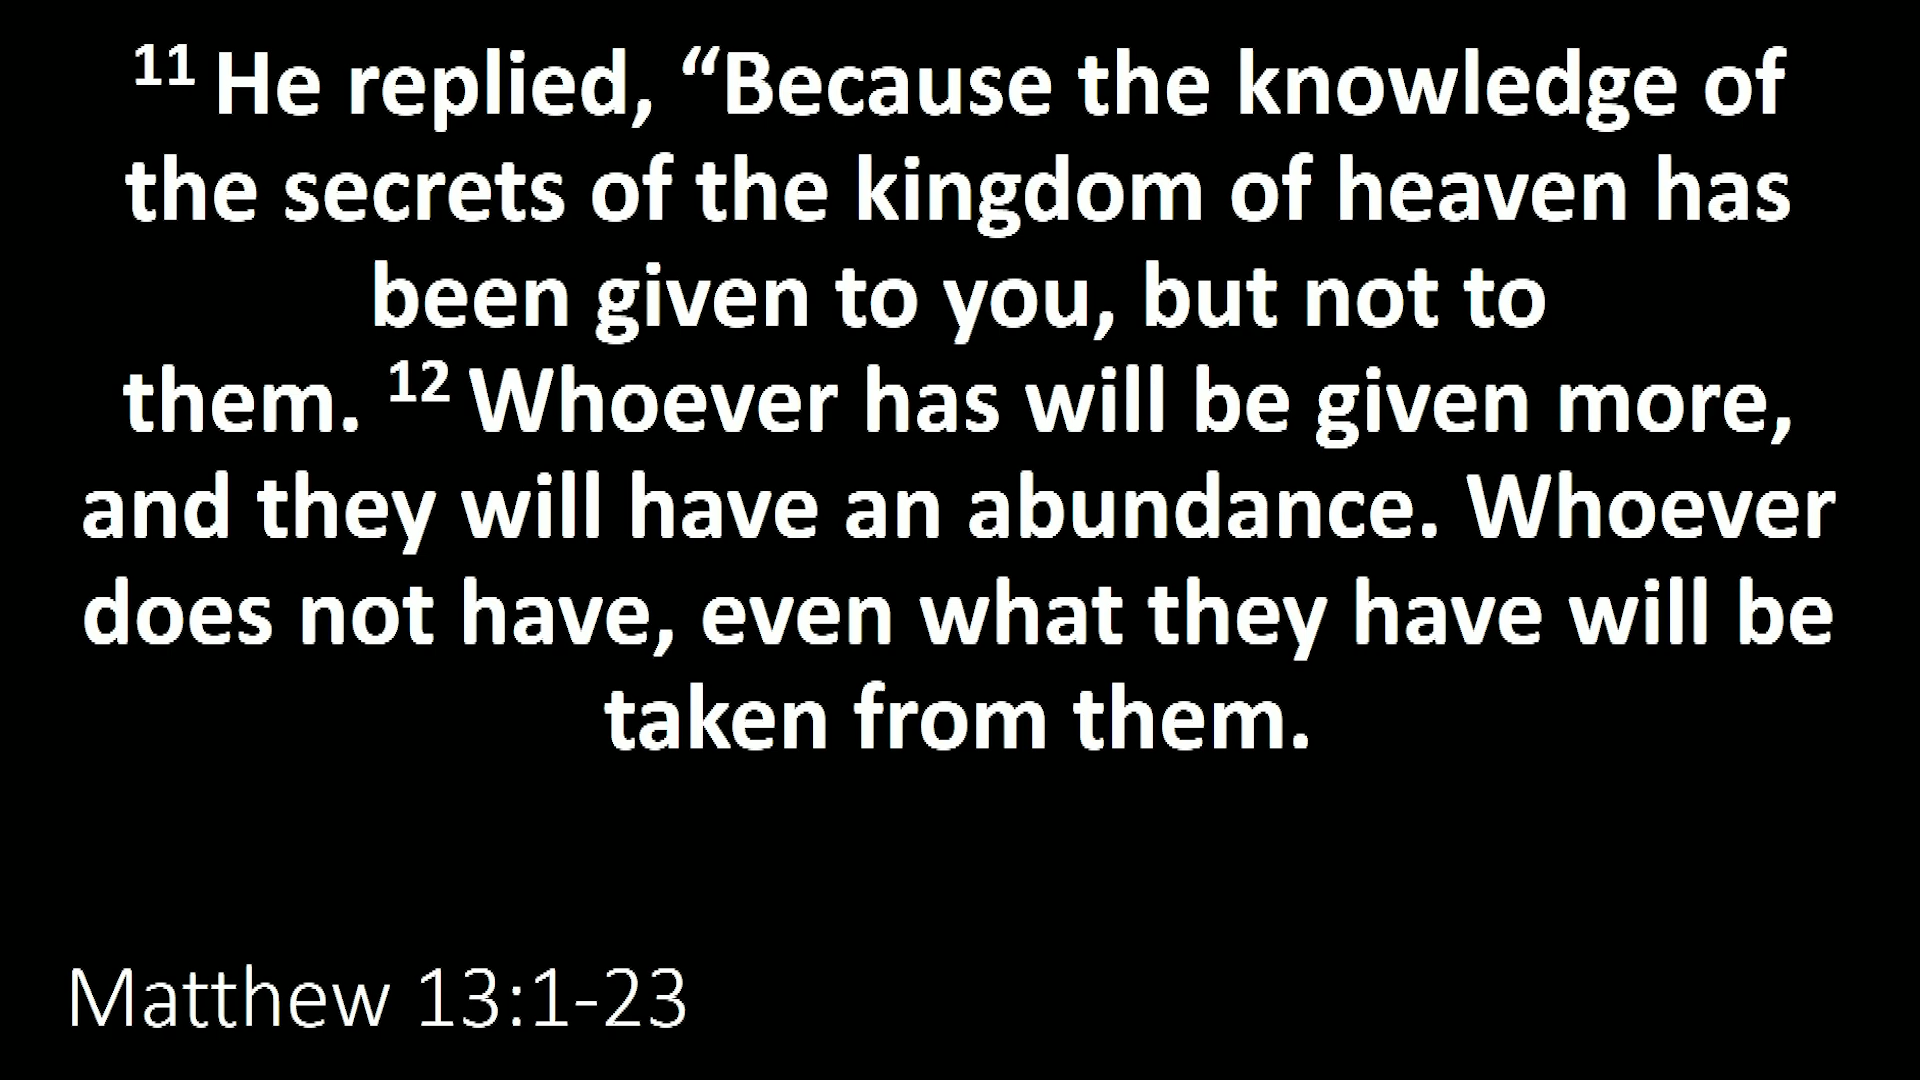 11 He replied, “Because the knowledge of
the secrets of the kingdom of heaven has
been given to you, but not to
them. 12 Whoever has will be given more,
and they will have an abundance. Whoever
does not have, even what they have will be
taken from them.
Matthew 13:1-23